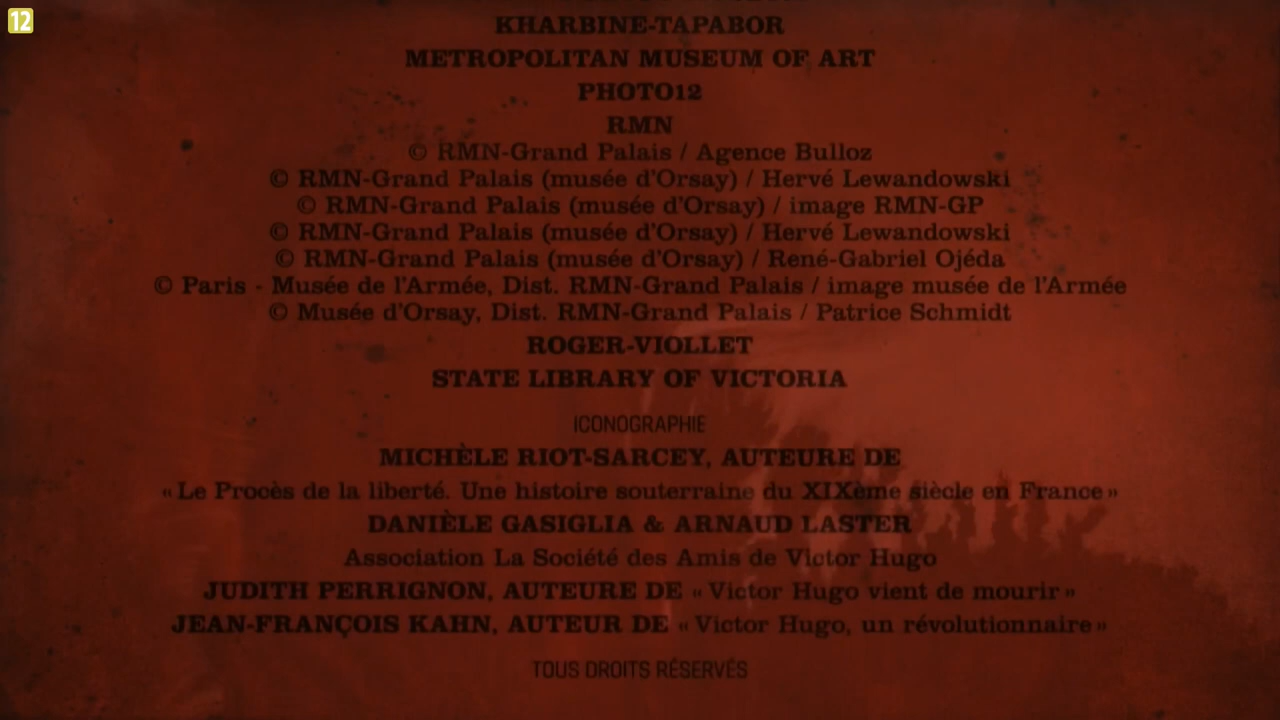 12
KHARBINE-TAPABOR
METROPOLITAN MUSEUM OF ART
PHOTO12
RMN
© RMN-Grand Palais / Agence Bulloz
© RMN-Grand Palais (musée d'Orsay) / Hervé Lewandowski
© RMN-Grand Palais (musée d'Orsay) / image RMN-GP
© RMN-Grand Palais (musée d'Orsay) / Hervé Lewandowski
© RMN-Grand Palais (musée d'Orsay) / René-Gabriel Ojéda
© Paris - Musée de l'Armée, Dist. RMN-Grand Palais / image musée de l'Armée
© Musée d'Orsay, Dist. RMN-Grand Palais / Patrice Schmidt
ROGER-VIOLLET
STATE LIBRARY OF VICTORIA
ICONOGRAPHIE
MICHÈLE RIOT-SARCEY, AUTEURE DE
« Le Procès de la liberté. Une histoire souterraine du XIXème siècle en France »
DANIÈLE GASIGLIA & ARNAUD LASTER
Association La Société des Amis de Victor Hugo
JUDITH PERRIGNON, AUTEURE DE « Victor Hugo vient de mourir »
JEAN-FRANÇOIS KAHN, AUTEUR DE « Victor Hugo, un révolutionnaire »
TOUS DROITS RÉSERVÉS